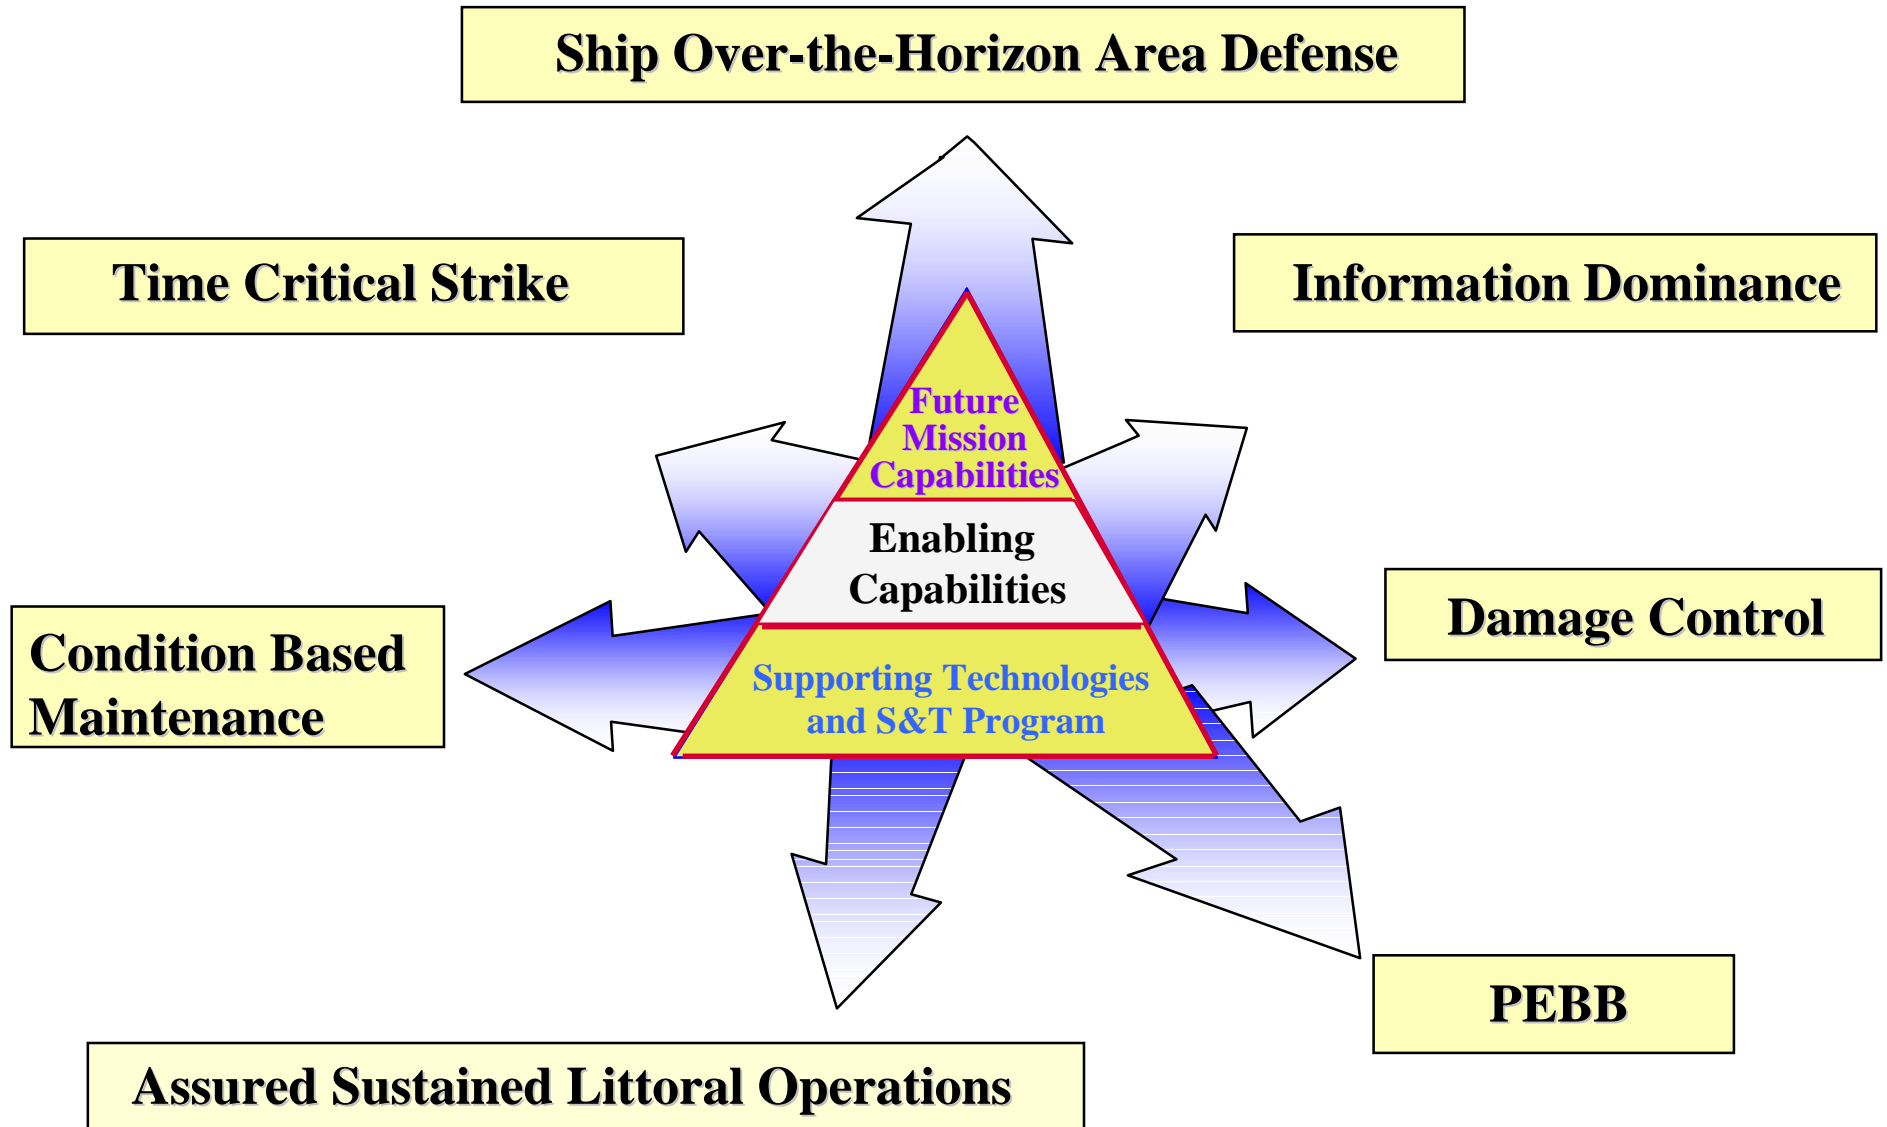 Ship Over-the-Horizon Area Defense
Time Critical Strike
Information Dominance
Future
Mission
Capabilities
Enabling
Capabilities
Supporting Technologies
and S&T Program
Condition Based
Maintenance
Damage Control
PEBB
Assured Sustained Littoral Operations